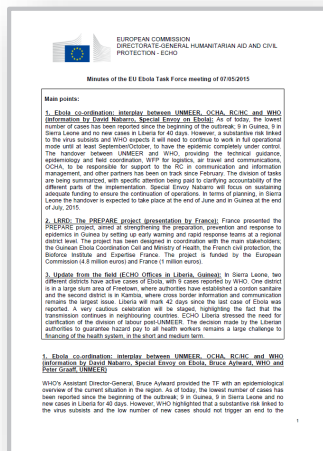 EUROPEAN COMMISSION
DIRECTORATE-GENERAL HUMANITARIAN AID AND CIVIL
PROTECTION - ECHO
Minutes of the EU Ebola Task Force meeting of 07/05/2015
Main points:
1. Ebola co-ordination: interplay between UNMEER, OCHA, RC/HC and WHO
(information by David Nabarro, Special Envoy on Ebola): As of today, the lowest
number of cases has been reported since the beginning of the outbreak; 9 in Guinea, 9 in
Sierra Leone and no new cases in Liberia for 40 days. However, a substantive risk linked
to the virus subsists and WHO expects it will need to continue to work in full operational
mode until at least September/October, to have the epidemic completely under control.
The handover between UNMEER and WHO, providing the technical guidance,
epidemiology and field coordination, WFP for logistics, air travel and communications,
OCHA, to be responsible for support to the RC in communication and information
management, and other partners has been on track since February. The division of tasks
are being summarized, with specific attention being paid to clarifying accountability of the
different parts of the implementation. Special Envoy Nabarro will focus on sustaining
adequate funding to ensure the continuation of operations. In terms of planning, in Sierra
Leone the handover is expected to take place at the end of June and in Guinea at the end
of July, 2015.
2. LRRD: The PREPARE project (presentation by France): France presented the
PREPARE project, aimed at strengthening the preparation, prevention and response to
epidemics in Guinea by setting up early warning and rapid response teams at a regional
district level. The project has been designed in coordination with the main stakeholders;
the Guinean Ebola Coordination Cell and Ministry of Health, the French civil protection, the
Bioforce Institute and Expertise France. The project is funded by the European
Commission (4.8 million euros) and France (1 million euros).
3. Update from the field (ECHO Offices in Liberia, Guinea): In Sierra Leone, two
different districts have active cases of Ebola, with 9 cases reported by WHO. One district
is in a large slum area of Freetown, where authorities have established a cordon sanitaire
and the second district is in Kambia, where cross border information and communication
remains the largest issue. Liberia will mark 42 days since the last case of Ebola was
reported. A very cautious celebration will be staged, highlighting the fact that the
transmission continues in neighbouring countries. ECHO Liberia stressed the need for
clarification of the division of labour post-UNMEER. The decision made by the Liberian
authorities to guarantee hazard pay to all health workers remains a large challenge to
financing of the health system, in the short and medium term.
1. Ebola co-ordination: interplay between UNMEER, OCHA, RC/HC and WHO
(information by David Nabarro, Special Envoy on Ebola, Bruce Aylward, WHO and
Peter Graaff, UNMEER)
WHO's Assistant Director-General, Bruce Aylward provided the TF with an epidemiological
overview of the current situation in the region. As of today, the lowest number of cases has
been reported since the beginning of the outbreak; 9 in Guinea, 9 in Sierra Leone and no
new cases in Liberia for 40 days. However, WHO highlighted that a substantive risk linked to
the virus subsists and the low number of new cases should not trigger an end to the
1